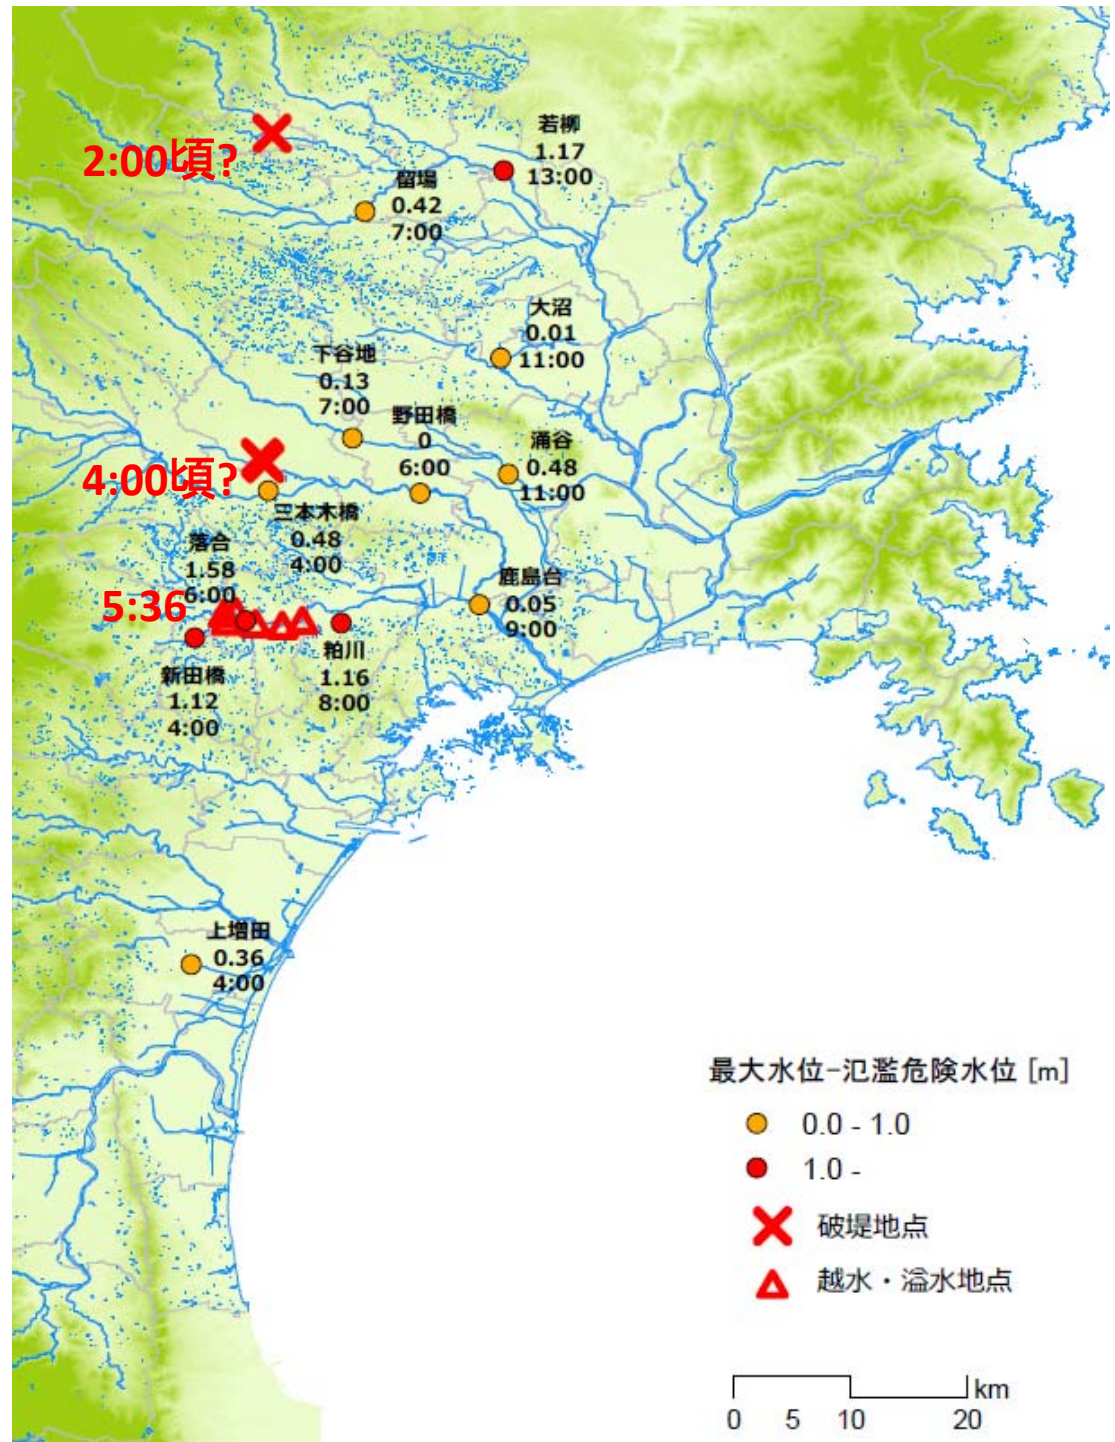 2:00頃?
若柳
1.17
13:00
留場
0.42
7:00
大沼
0.01
11:00
下谷地
0.13
7:00
野田橋
0
6:00
涌谷
0.48
11:00
4:00頃?
三本木橋
0.48
4:00
落合
1.58
6:00
5:36
鹿島台
0.05
9:00
新田橋
1.12
4:00
粕川
1.16
8:00
上増田
0.36
4:00
最大水位-氾濫危険水位 [m]
0.0 - 1.0
1.0 -
破堤地点
越水・溢水地点
km
0 5 10 20